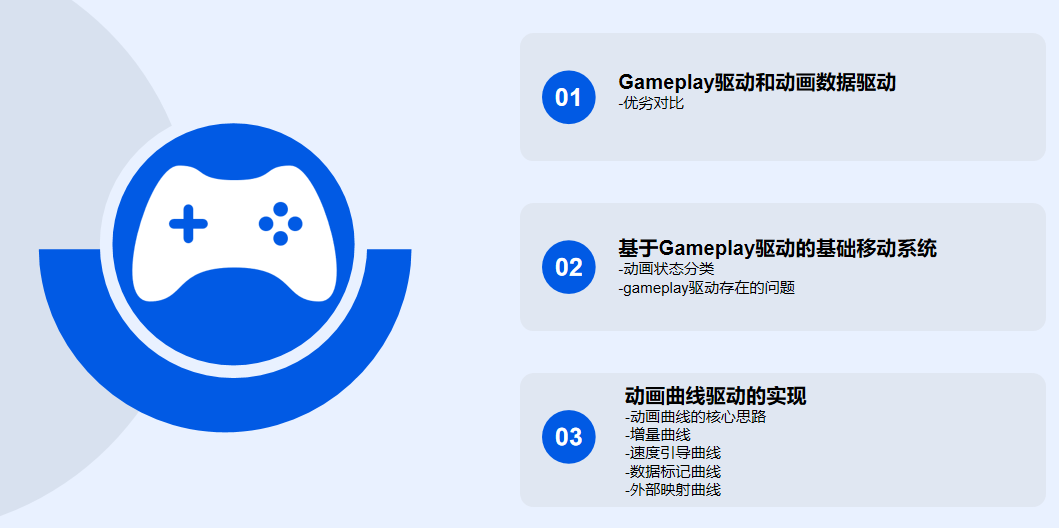 01
Gameplay驱动和动画数据驱动
-优劣对比
02
基于Gameplay驱动的基础移动系统
-动画状态分类
-gameplay驱动存在的问题
03
动画曲线驱动的实现
-动画曲线的核心思路
-增量曲线
-速度引导曲线
-数据标记曲线
-外部映射曲线